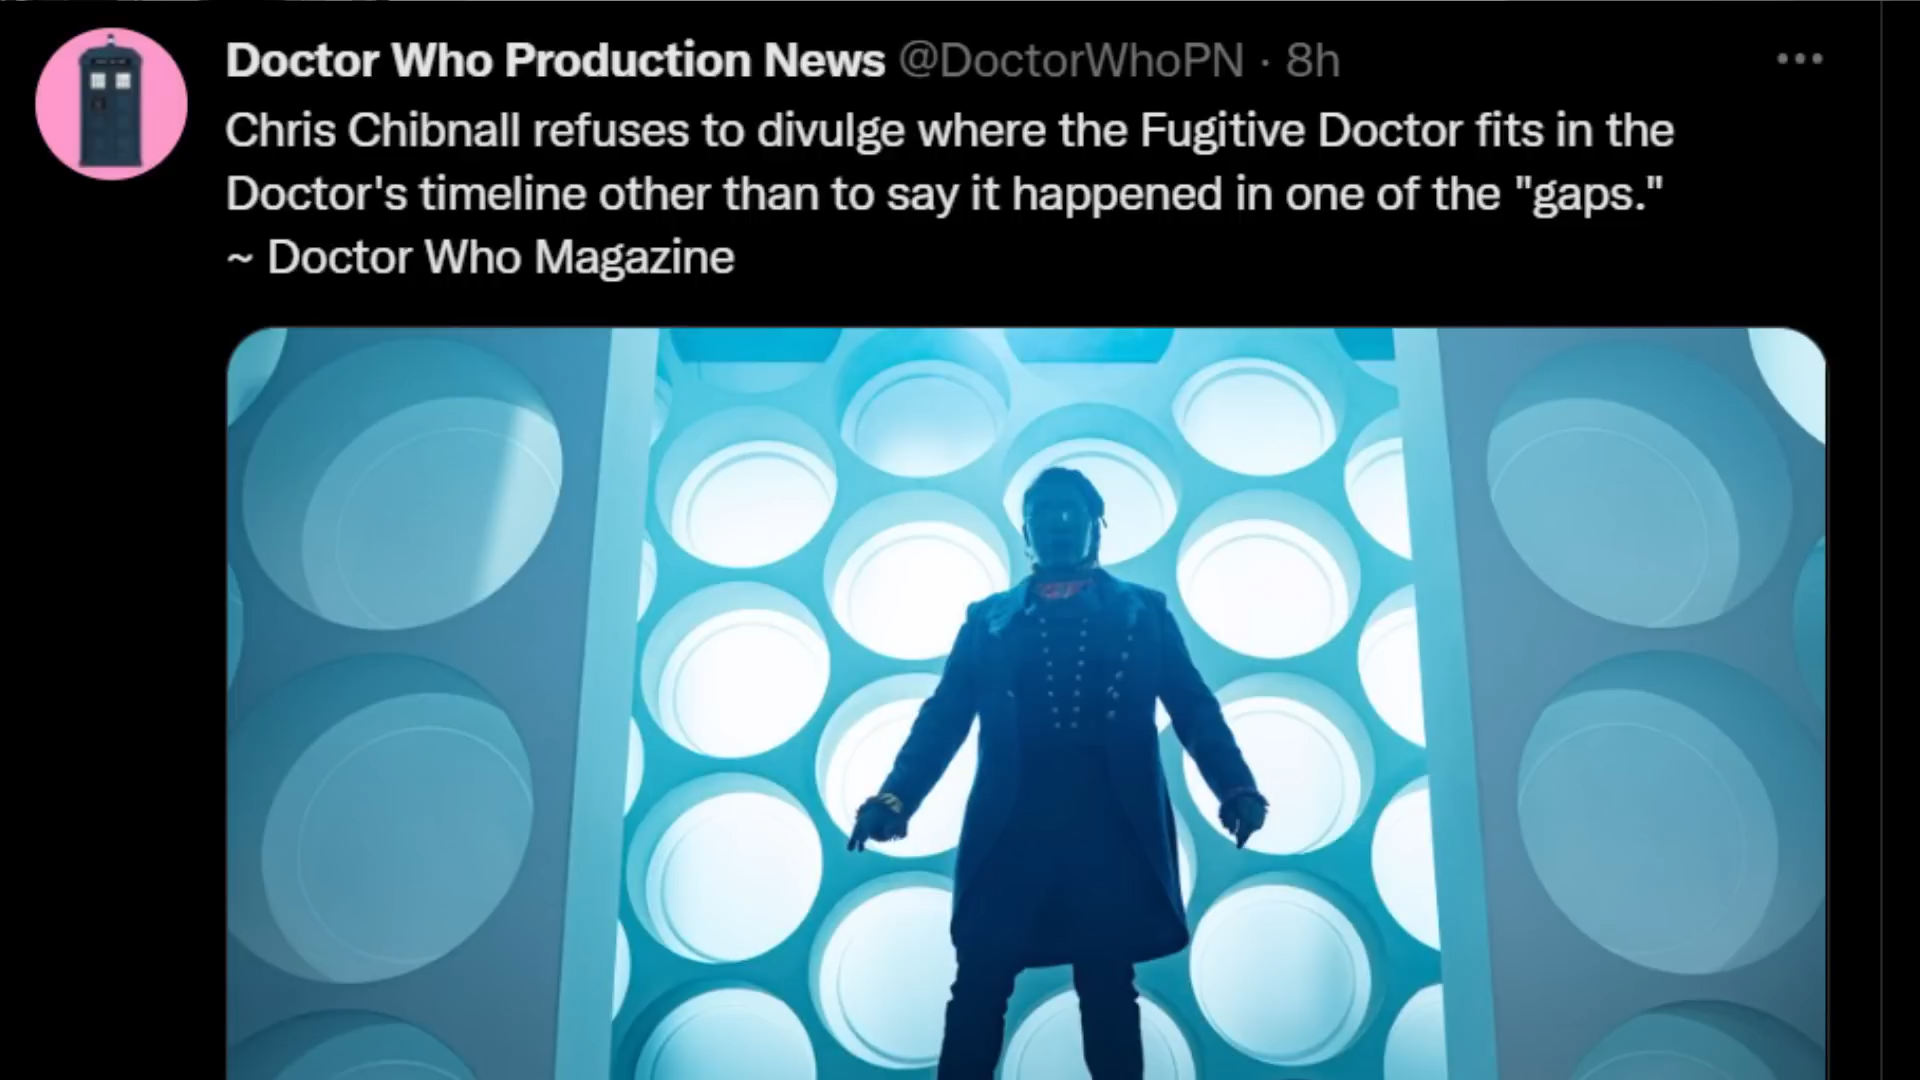 Doctor Who Production News @DoctorWhoPN · 8h
Chris Chibnall refuses to divulge where the Fugitive Doctor fits in the
Doctor's timeline other than to say it happened in one of the "gaps."
~ Doctor Who Magazine